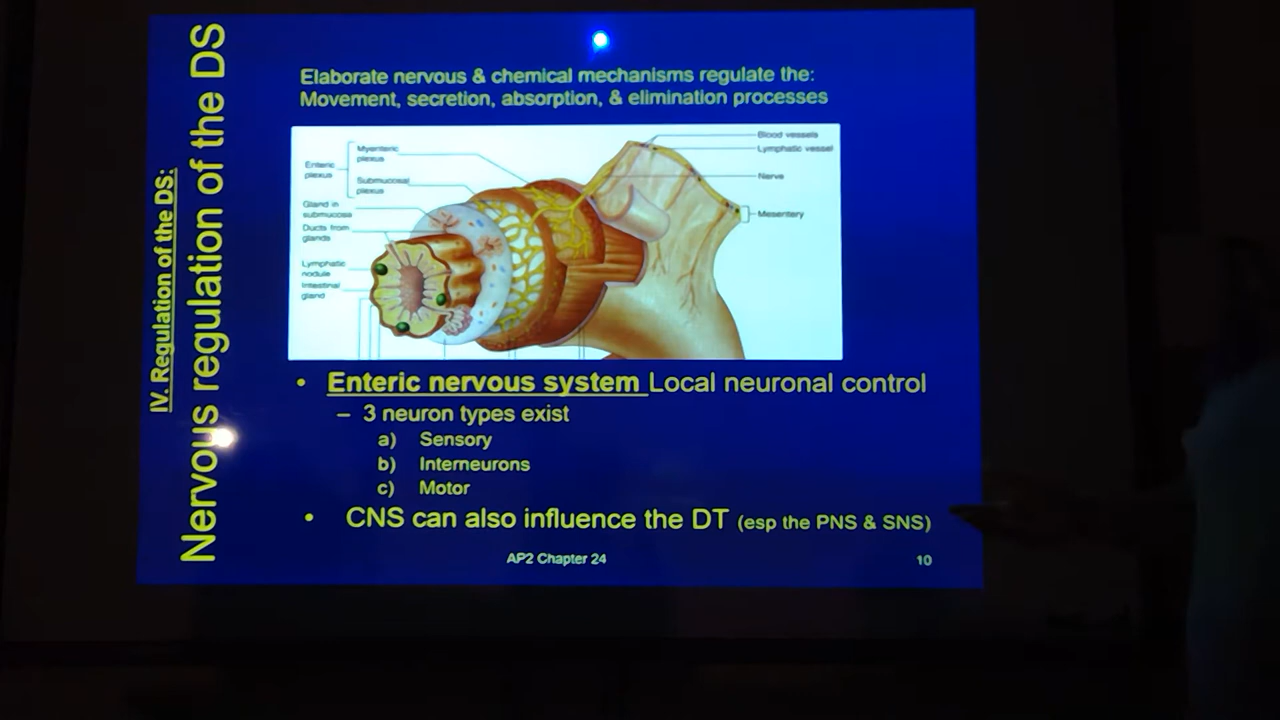 IV. Regulation of the DS:
Nervous regulation of the DS
Elaborate nervous & chemical mechanisms regulate the:
Movement, secretion, absorption, & elimination processes
Enteric
plexus
Myenteric
plexus
Submucosal
plexus
Gland in
submucosa
Ducts from
glands
Lymphatic
nodule
Intestinal
gland
Blood vessels
Lymphatic vessel
Nerve
Mesentery
• Enteric nervous system Local neuronal control
– 3 neuron types exist
a) Sensory
b) Interneurons
c) Motor
• CNS can also influence the DT (esp the PNS & SNS)
AP2 Chapter 24
10